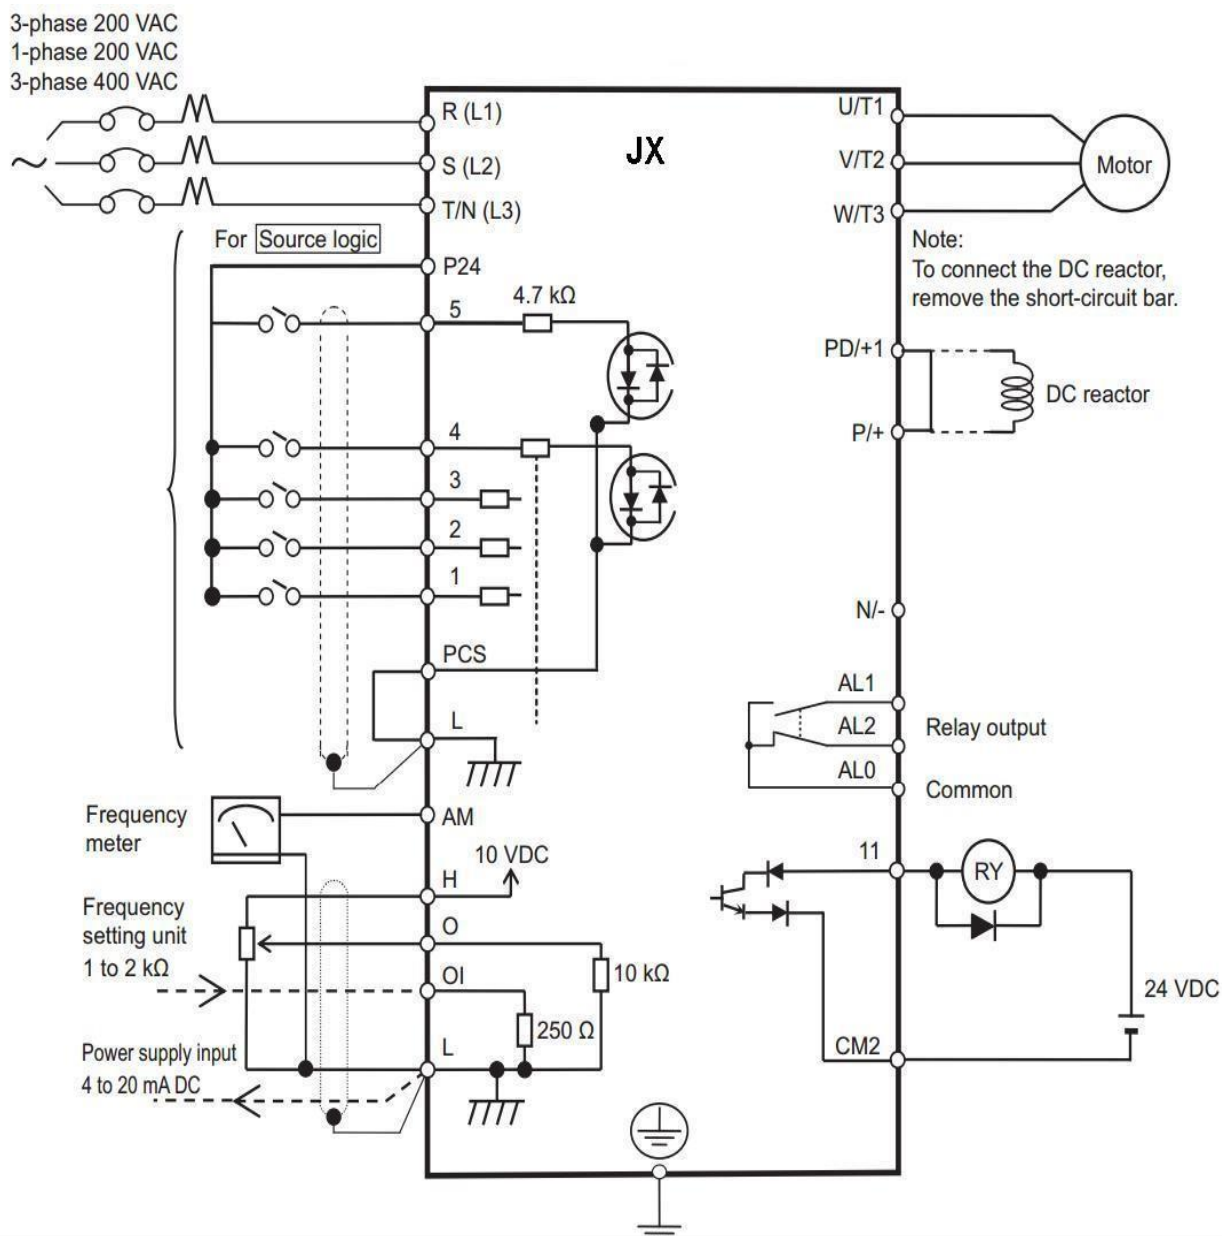 3-phase 200 VAC
1-phase 200 VAC
3-phase 400 VAC
R (L1)
S (L2)
T/N (L3)
JX
U/T1
V/T2
W/T3
Motor
For Source logic
P24
5
4.7 kΩ
4
3
2
1
PCS
L
Note:
To connect the DC reactor,
remove the short-circuit bar.
PD/+1
DC reactor
P/+
N/-
AL1
AL2
Relay output
AL0
Common
Frequency
meter
AM
10 VDC
H
Frequency
setting unit
1 to 2 kΩ
O
OI
10 kΩ
250 Ω
Power supply input
4 to 20 mA DC
L
11
RY
24 VDC
CM2